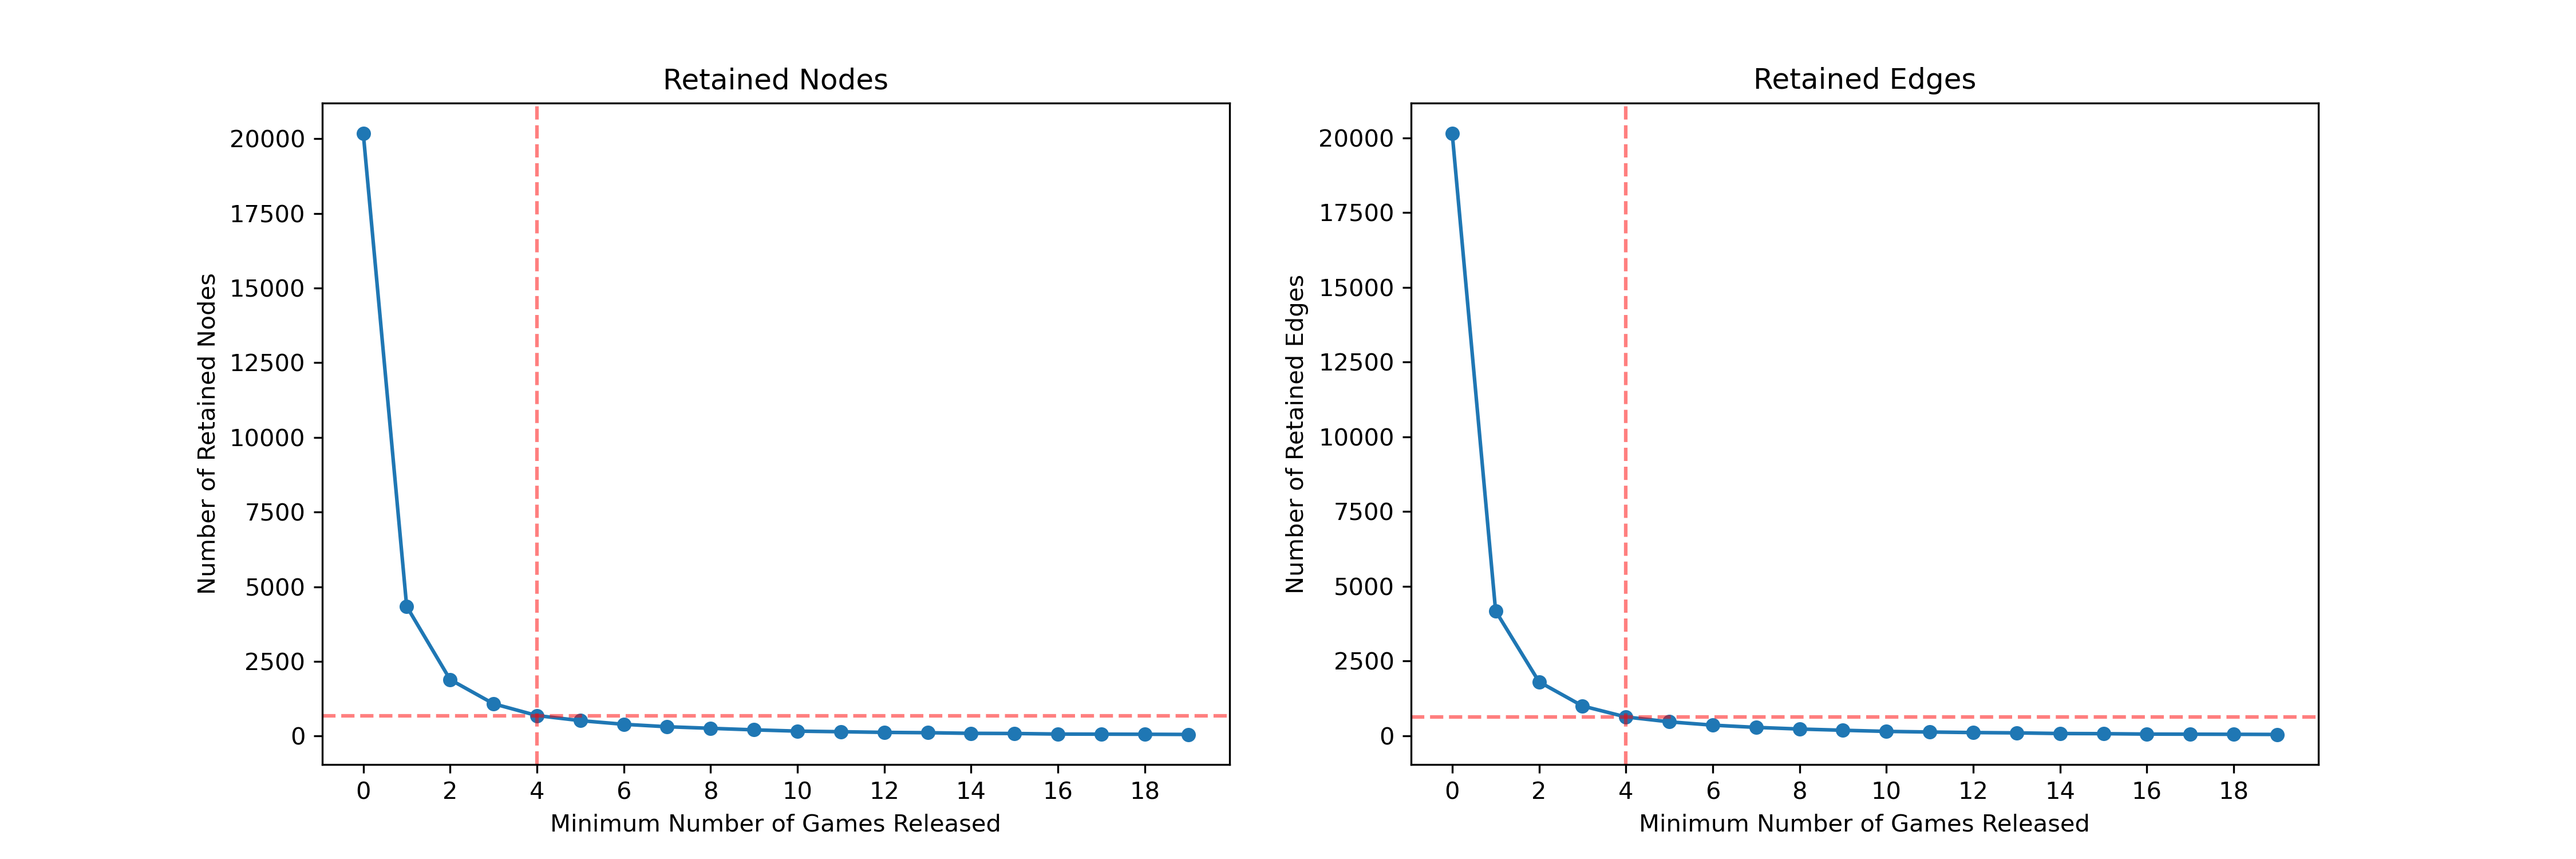 Retained Nodes
Number of Retained Nodes
20000
17500
15000
12500
10000
7500
5000
2500
0
0 2 4 6 8 10 12 14 16 18
Minimum Number of Games Released
Retained Edges
Number of Retained Edges
20000
17500
15000
12500
10000
7500
5000
2500
0
0 2 4 6 8 10 12 14 16 18
Minimum Number of Games Released